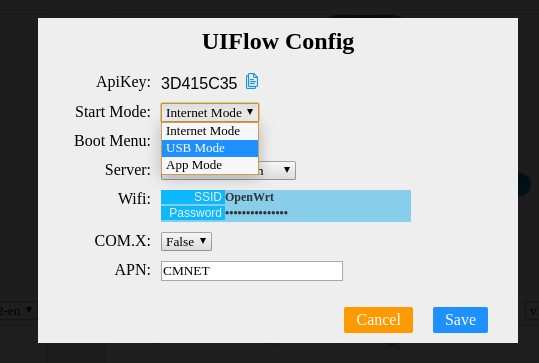 UIFlow Config
ApiKey: 3D415C35
Start Mode: Internet Mode
Internet Mode
USB Mode
App Mode
Boot Menu:
Server:
Wifi: SSID OpenWrt
Password •••••••••••••••
COM.X: False
APN: CMNET
Cancel Save